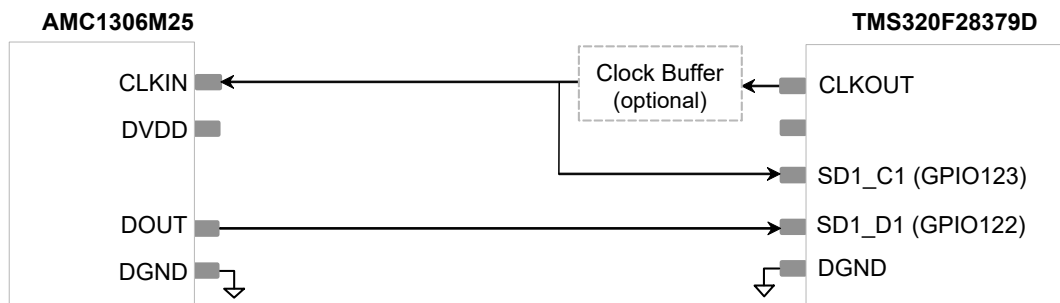 AMC1306M25
TMS320F28379D
CLKIN
Clock Buffer
(optional)
CLKOUT
DVDD
SD1_C1 (GPIO123)
DOUT
SD1_D1 (GPIO122)
DGND
DGND